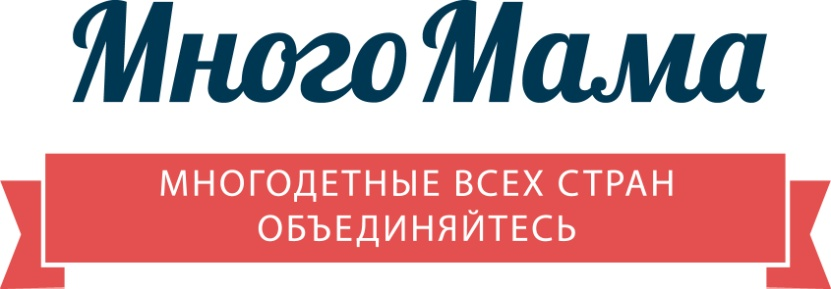 МногоМама
МНОГОДЕТНЫЕ ВСЕХ СТРАН
ОБЪЕДИНЯЙТЕСЬ